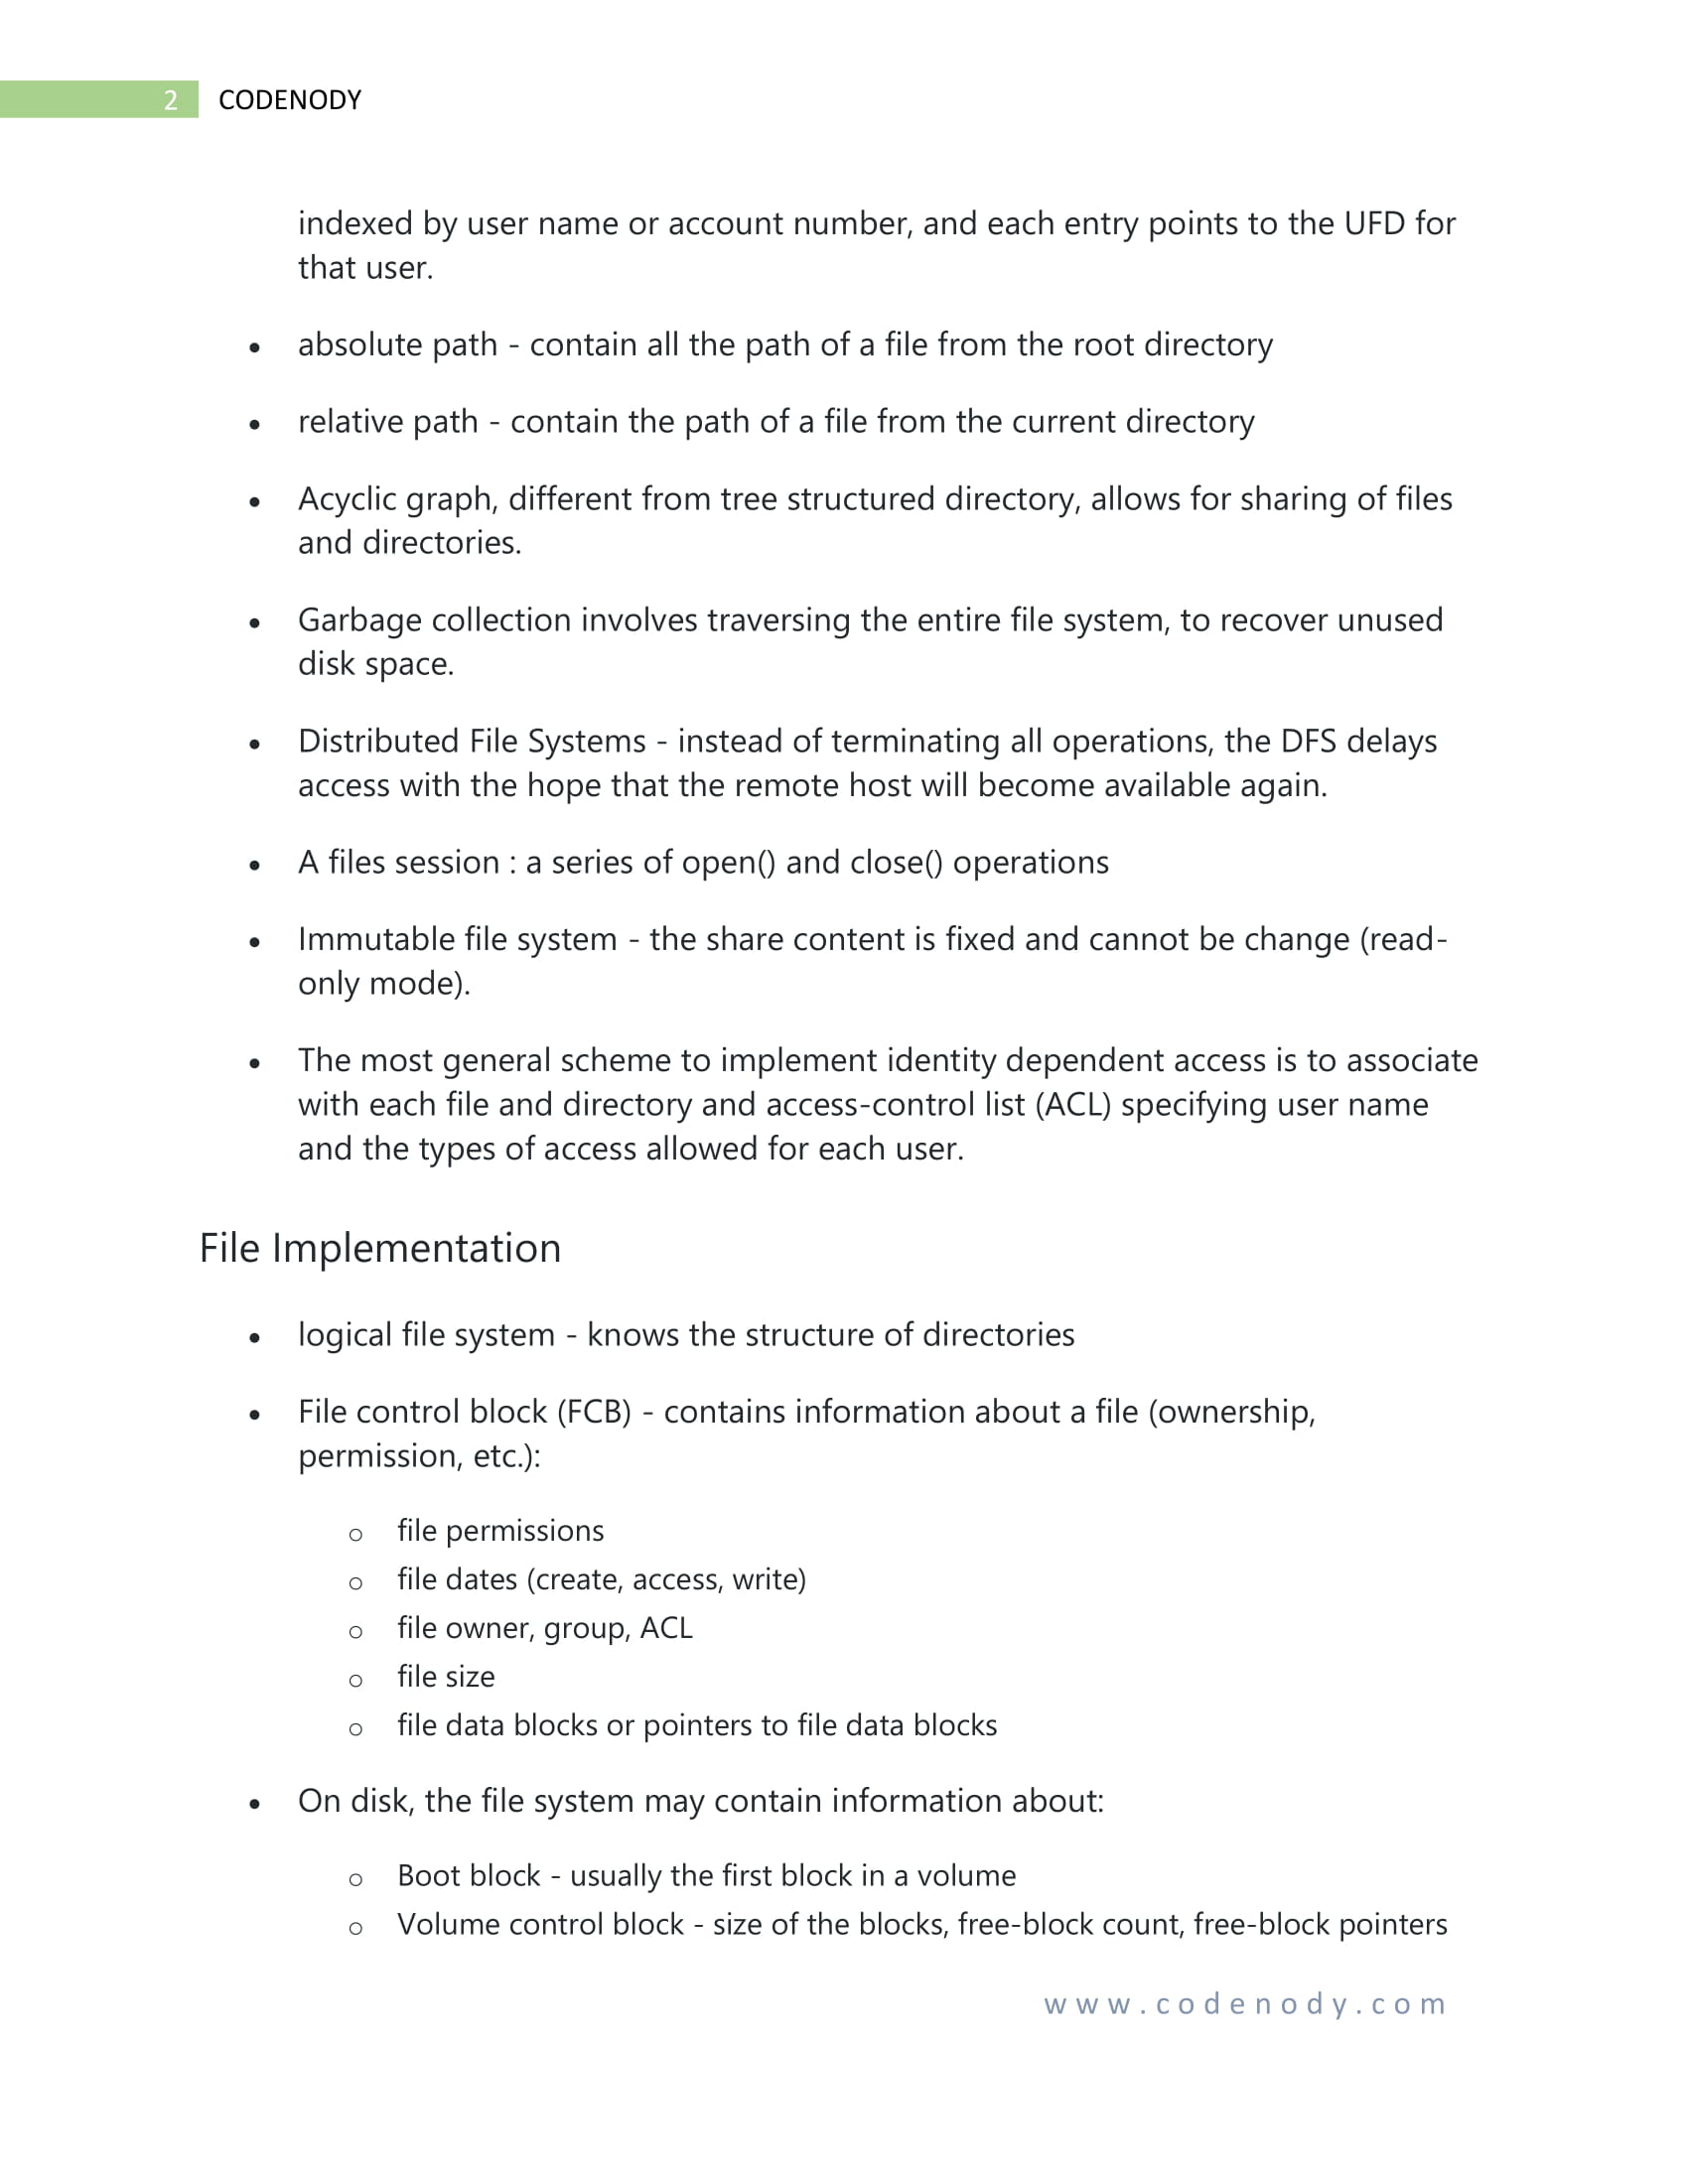 2 CODENODY
indexed by user name or account number, and each entry points to the UFD for
that user.
• absolute path - contain all the path of a file from the root directory
• relative path - contain the path of a file from the current directory
• Acyclic graph, different from tree structured directory, allows for sharing of files
and directories.
• Garbage collection involves traversing the entire file system, to recover unused
disk space.
• Distributed File Systems - instead of terminating all operations, the DFS delays
access with the hope that the remote host will become available again.
• A files session : a series of open() and close() operations
• Immutable file system - the share content is fixed and cannot be change (read-
only mode).
• The most general scheme to implement identity dependent access is to associate
with each file and directory and access-control list (ACL) specifying user name
and the types of access allowed for each user.
File Implementation
• logical file system - knows the structure of directories
• File control block (FCB) - contains information about a file (ownership,
permission, etc.):
o file permissions
o file dates (create, access, write)
o file owner, group, ACL
o file size
o file data blocks or pointers to file data blocks
• On disk, the file system may contain information about:
o Boot block - usually the first block in a volume
o Volume control block - size of the blocks, free-block count, free-block pointers
www.codenody.com